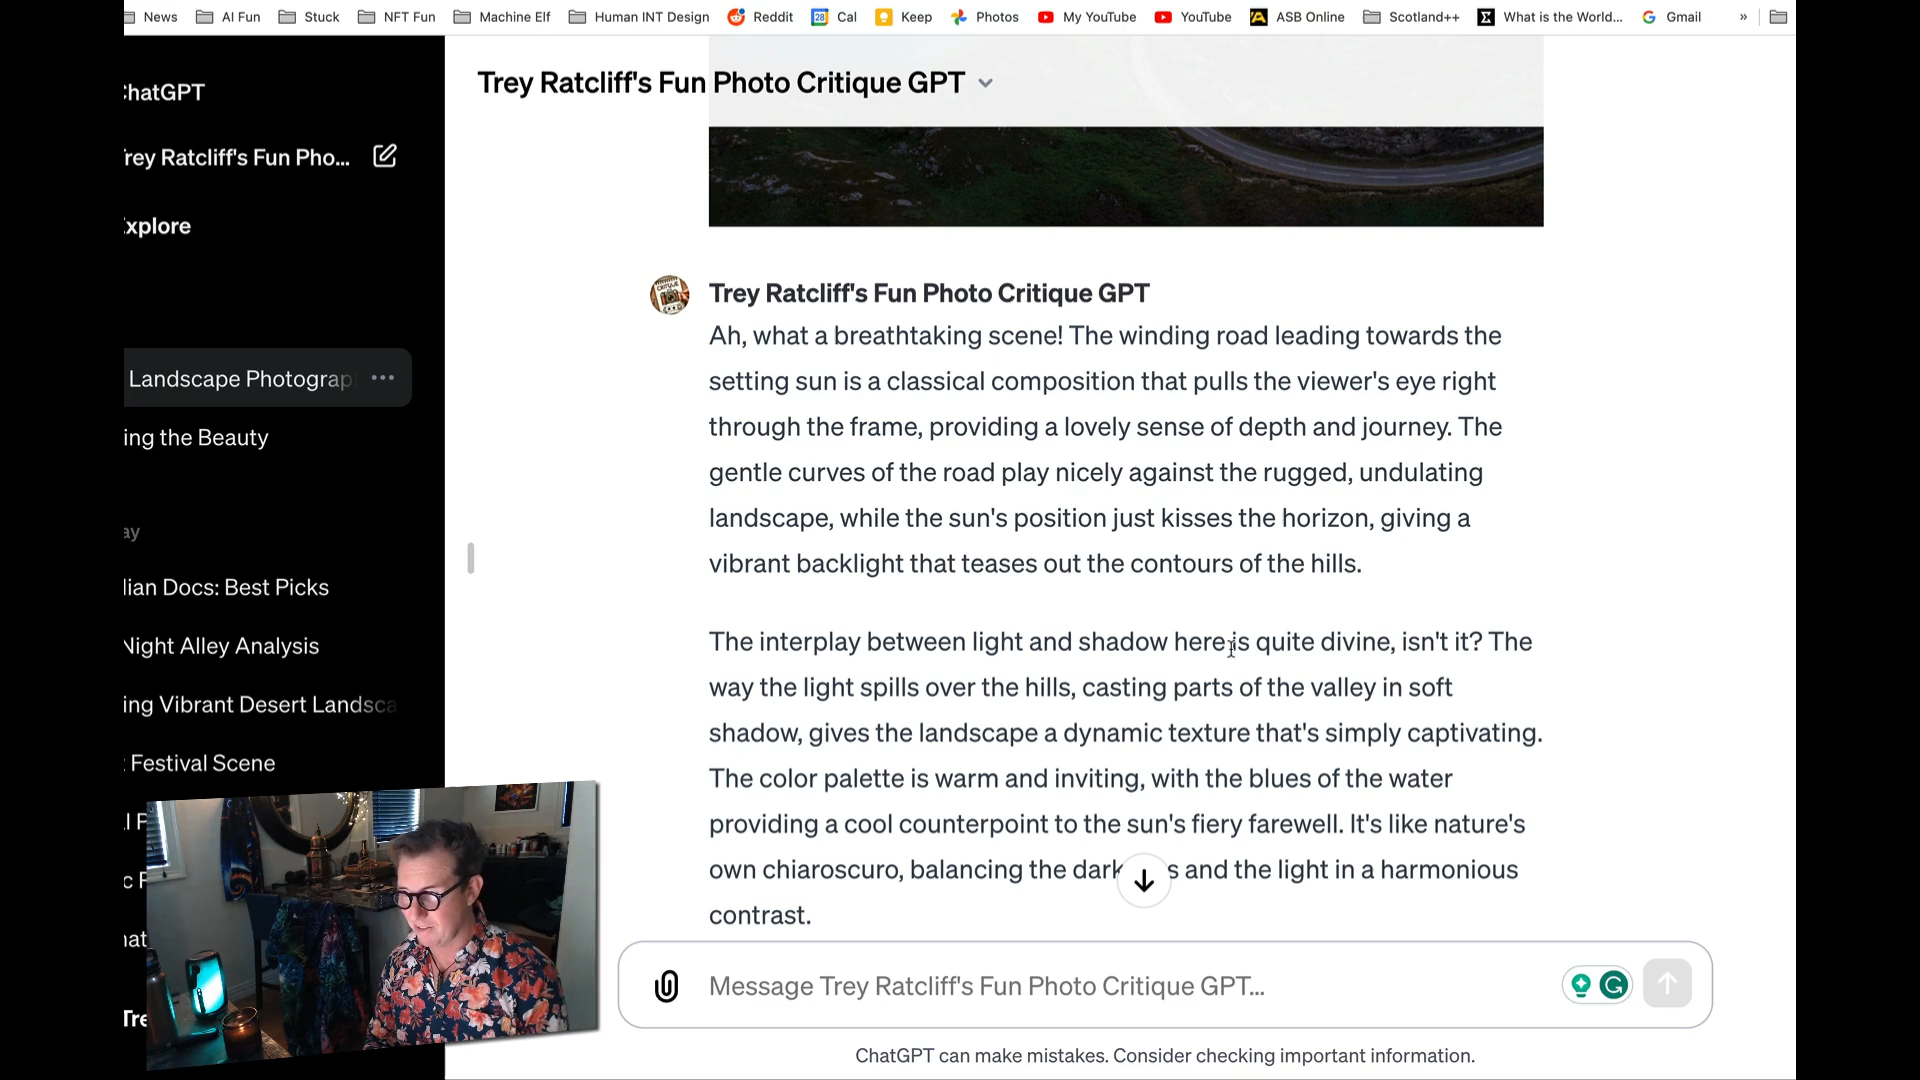 News AI Fun Stuck NFT Fun Machine Elf Human INT Design Reddit 28 Cal Keep Photos My YouTube YouTube ASB Online Scotland++ What is the World... Gmail »
ChatGPT
Trey Ratcliff's Fun Pho...
Explore
Landscape Photograp ...
ing the Beauty
ay
lian Docs: Best Picks
Night Alley Analysis
ing Vibrant Desert Landsca
Festival Scene
Tre
Trey Ratcliff's Fun Photo Critique GPT
Trey Ratcliff's Fun Photo Critique GPT
Ah, what a breathtaking scene! The winding road leading towards the
setting sun is a classical composition that pulls the viewer's eye right
through the frame, providing a lovely sense of depth and journey. The
gentle curves of the road play nicely against the rugged, undulating
landscape, while the sun's position just kisses the horizon, giving a
vibrant backlight that teases out the contours of the hills.
The interplay between light and shadow here is quite divine, isn't it? The
way the light spills over the hills, casting parts of the valley in soft
shadow, gives the landscape a dynamic texture that's simply captivating.
The color palette is warm and inviting, with the blues of the water
providing a cool counterpoint to the sun's fiery farewell. It's like nature's
own chiaroscuro, balancing the dark s and the light in a harmonious
contrast.
Message Trey Ratcliff's Fun Photo Critique GPT...
ChatGPT can make mistakes. Consider checking important information.